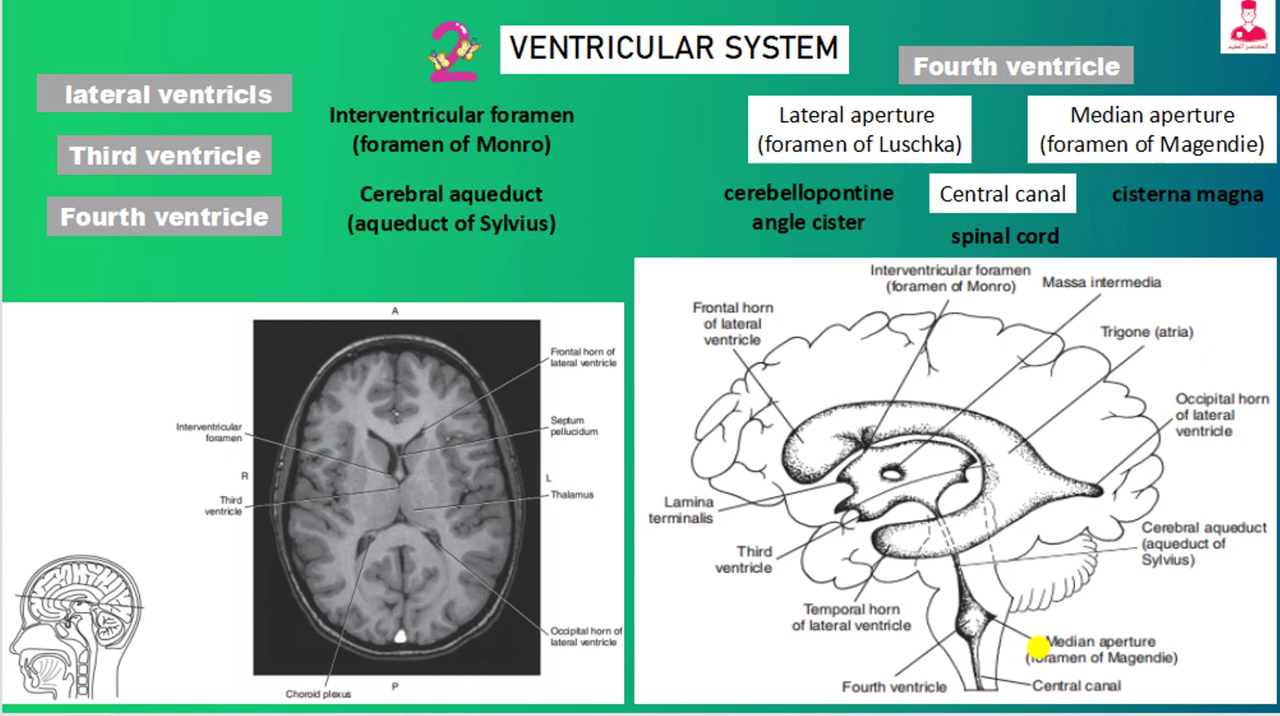 2
VENTRICULAR SYSTEM
المختصر المفيد
lateral ventricls
Third ventricle
Fourth ventricle
Interventricular foramen
(foramen of Monro)
Cerebral aqueduct
(aqueduct of Sylvius)
Fourth ventricle
Lateral aperture
(foramen of Luschka)
Median aperture
(foramen of Magendie)
cerebellopontine
angle cister
Central canal
spinal cord
cisterna magna
A
Frontal horn of
lateral ventricle
Septum
pellucidum
Interventricular
foramen
R
L
Third
ventricle
Thalamus
Occipital horn of
lateral ventricle
Choroid plexus
P
Interventricular foramen
(foramen of Monro)
Massa intermedia
Frontal horn
of lateral
ventricle
Trigone (atria)
Occipital horn
of lateral
ventricle
Lamina
terminalis
Third
ventricle
Cerebral aqueduct
(aqueduct of
Sylvius)
Temporal horn
of lateral ventricle
Median aperture
(foramen of Magendie)
Fourth ventricle
Central canal